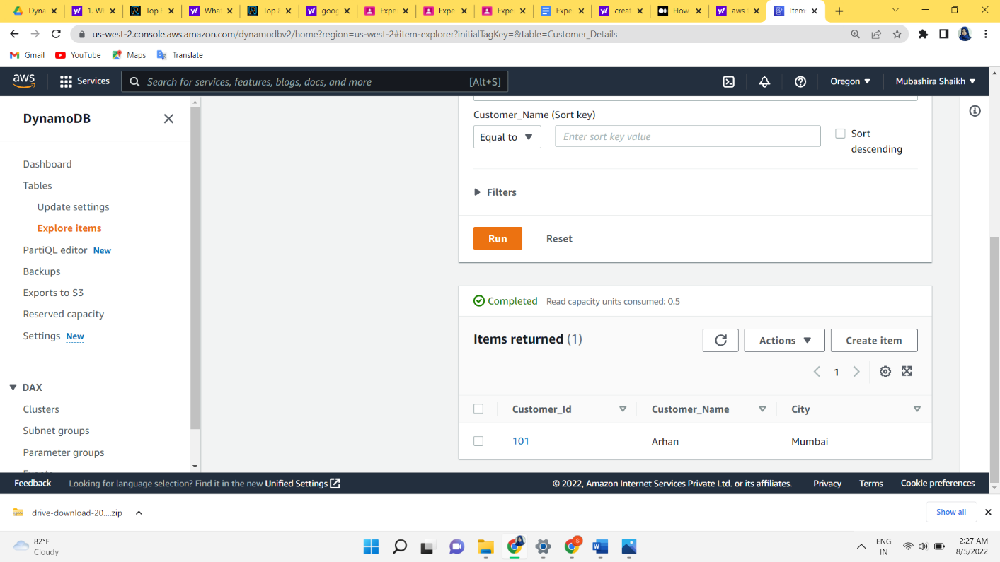 Dyna
1. Wi
Top 8
What
Top 8
goog
Expe
Expe
Expe
Expe
creat
How
aws
Item
us-west-2.console.aws.amazon.com/dynamodbv2/home?region=us-west-2#item-explorer?initialTagKey=&table=Customer_Details
Gmail YouTube Maps Translate
aws Services Search for services, features, blogs, docs, and more [Alt+S] Oregon Mubashira Shaikh
DynamoDB
Dashboard
Tables
Update settings
Explore items
PartiQL editor New
Backups
Exports to S3
Reserved capacity
Settings New
DAX
Clusters
Subnet groups
Parameter groups
Events
Customer_Name (Sort key)
Equal to Enter sort key value Sort
descending
Filters
Run Reset
Completed Read capacity units consumed: 0.5
Items returned (1) Actions Create item
1
Customer_Id Customer_Name City
101 Arhan Mumbai
Feedback Looking for language selection? Find it in the new Unified Settings © 2022, Amazon Internet Services Private Ltd. or its affiliates. Privacy Terms Cookie preferences
drive-download-20....zip Show all
82°F
Cloudy
S
W
ENG
IN
2:27 AM
8/5/2022